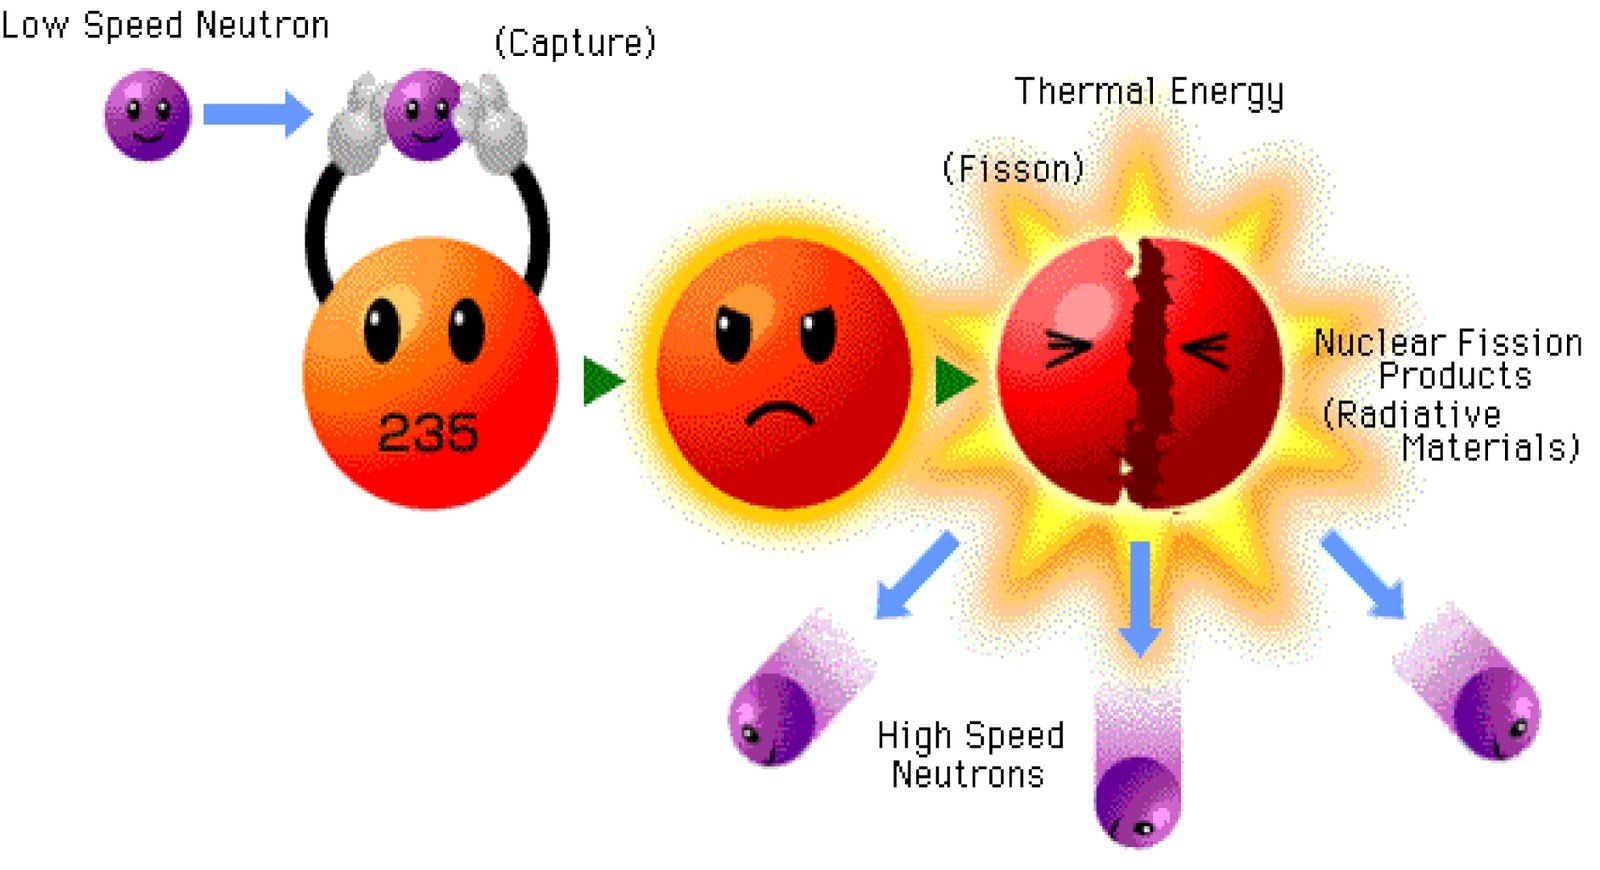 Low Speed Neutron
(Capture)
Thermal Energy
(Fisson)
235
Nuclear Fission
Products
(Radiative
Materials)
High Speed
Neutrons